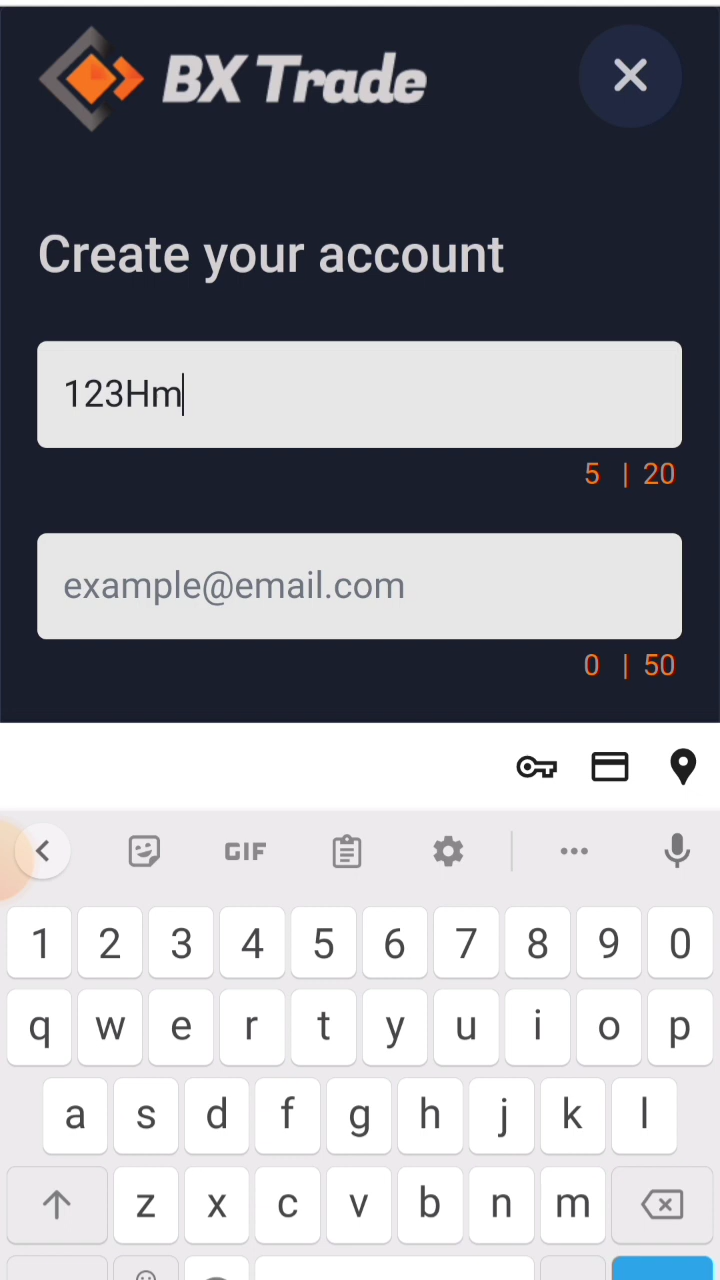 BX Trade
Create your account
123Hm
5 | 20
example@email.com
0 | 50
GIF
1 2 3 4 5 6 7 8 9 0
q w e r t y u i o p
a s d f g h j k l
z x c v b n m